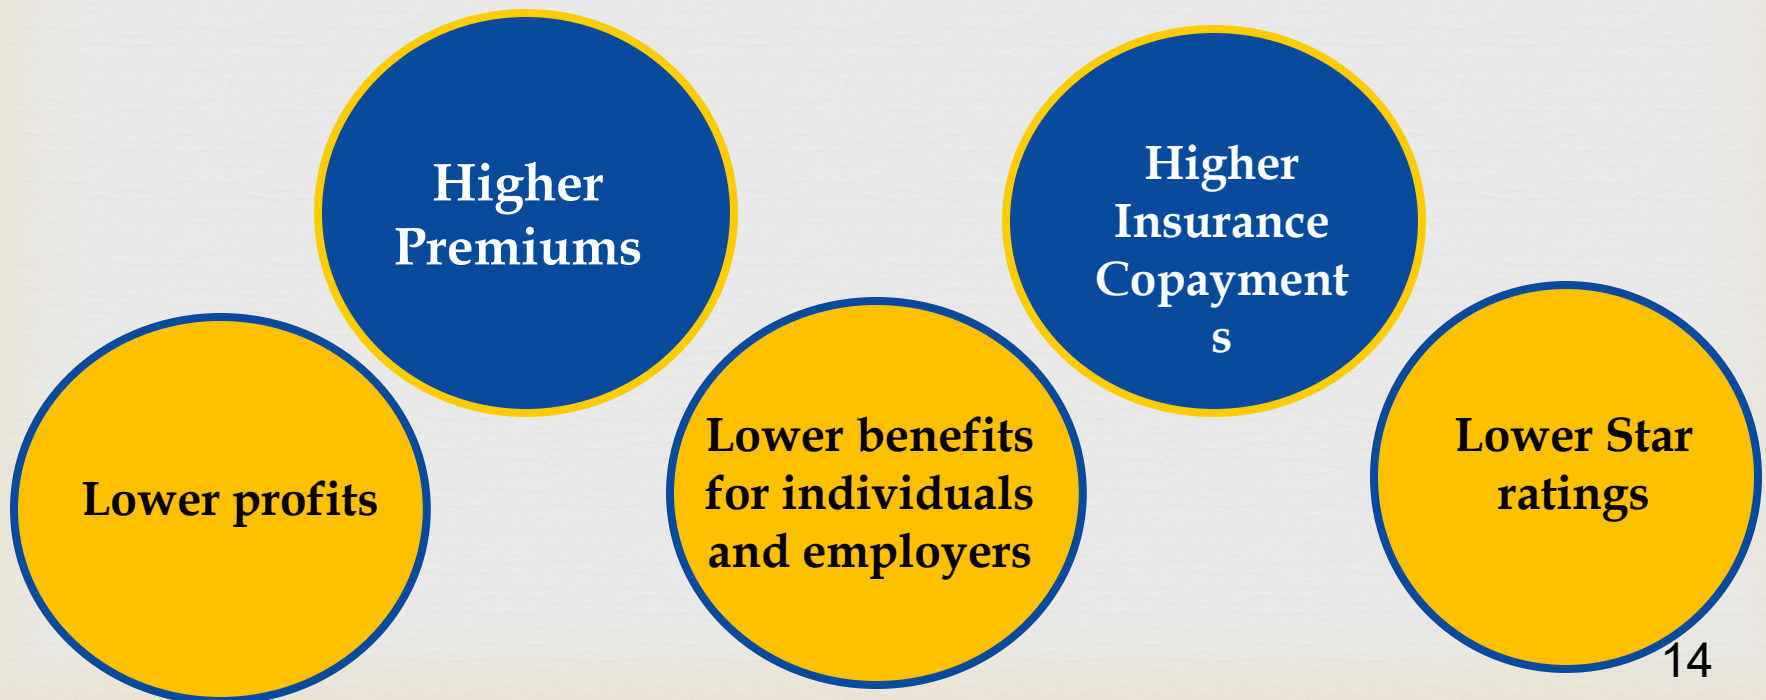 Higher
Premiums
Higher
Insurance
Copayment
s
Lower profits
Lower benefits
for individuals
and employers
Lower Star
ratings
14